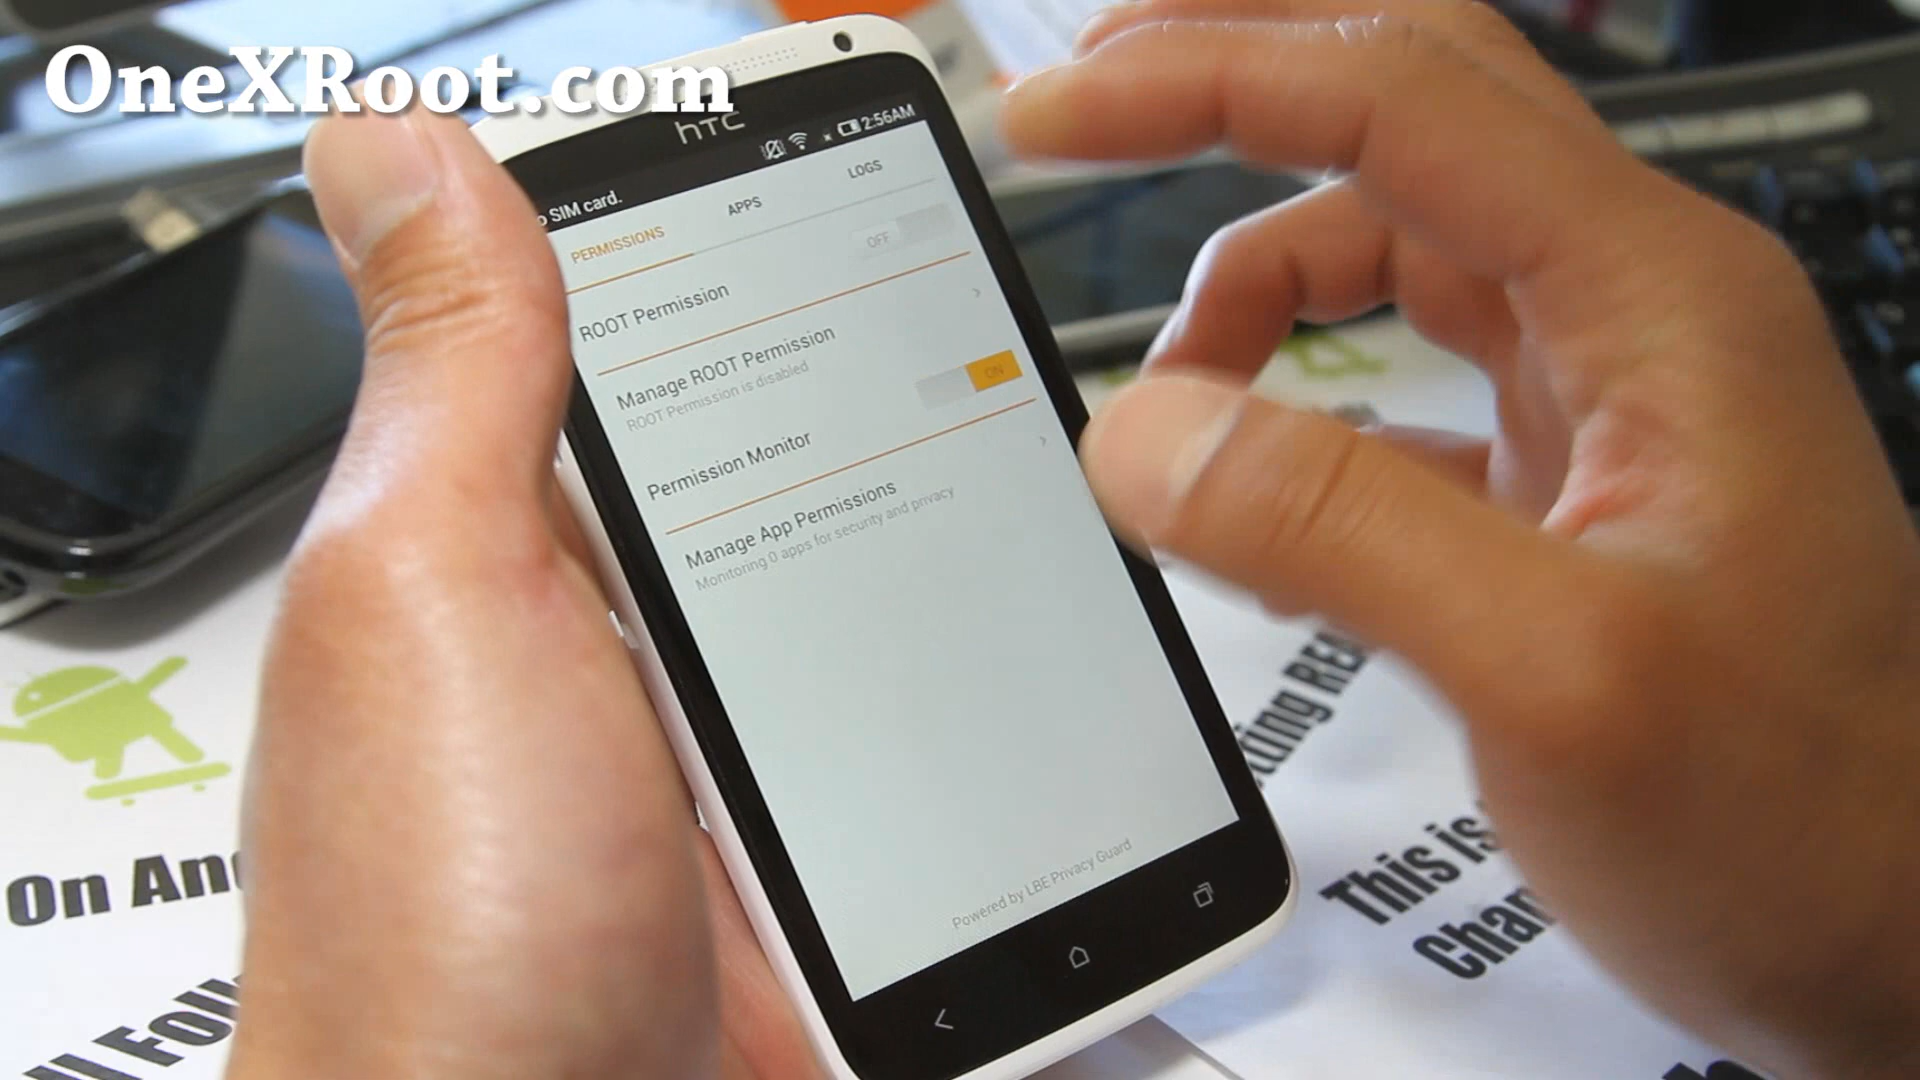 OneXRoot.com
hTC
2:56AM
SIM card.
PERMISSIONS
APPS
LOGS
OFF
ROOT Permission
Manage ROOT Permission
ROOT Permission is disabled
ON
Permission Monitor
Manage App Permissions
Monitoring 0 apps for security and privacy
Powered by LBE Privacy Guard
On An
This is
Chan